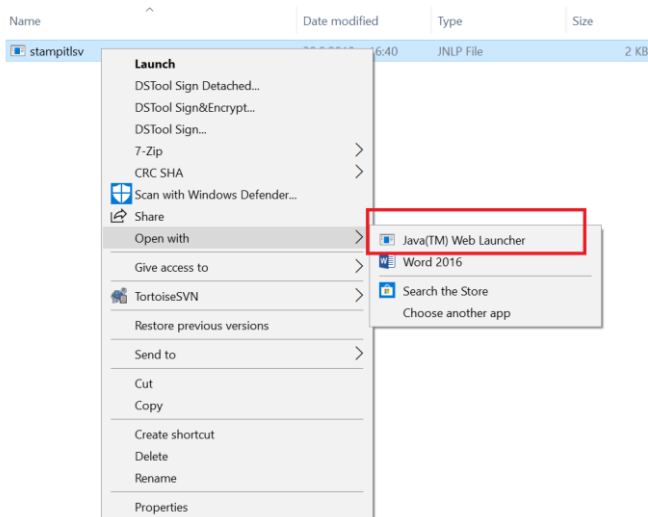 Name Date modified Type Size
stampitlsv 16:40 JNLP File 2 KB
Launch
DSTool Sign Detached...
DSTool Sign&Encrypt...
DSTool Sign...
7-Zip
CRC SHA
Scan with Windows Defender...
Share
Open with
Java(TM) Web Launcher
Word 2016
Search the Store
Choose another app
Give access to
TortoiseSVN
Restore previous versions
Send to
Cut
Copy
Create shortcut
Delete
Rename
Properties